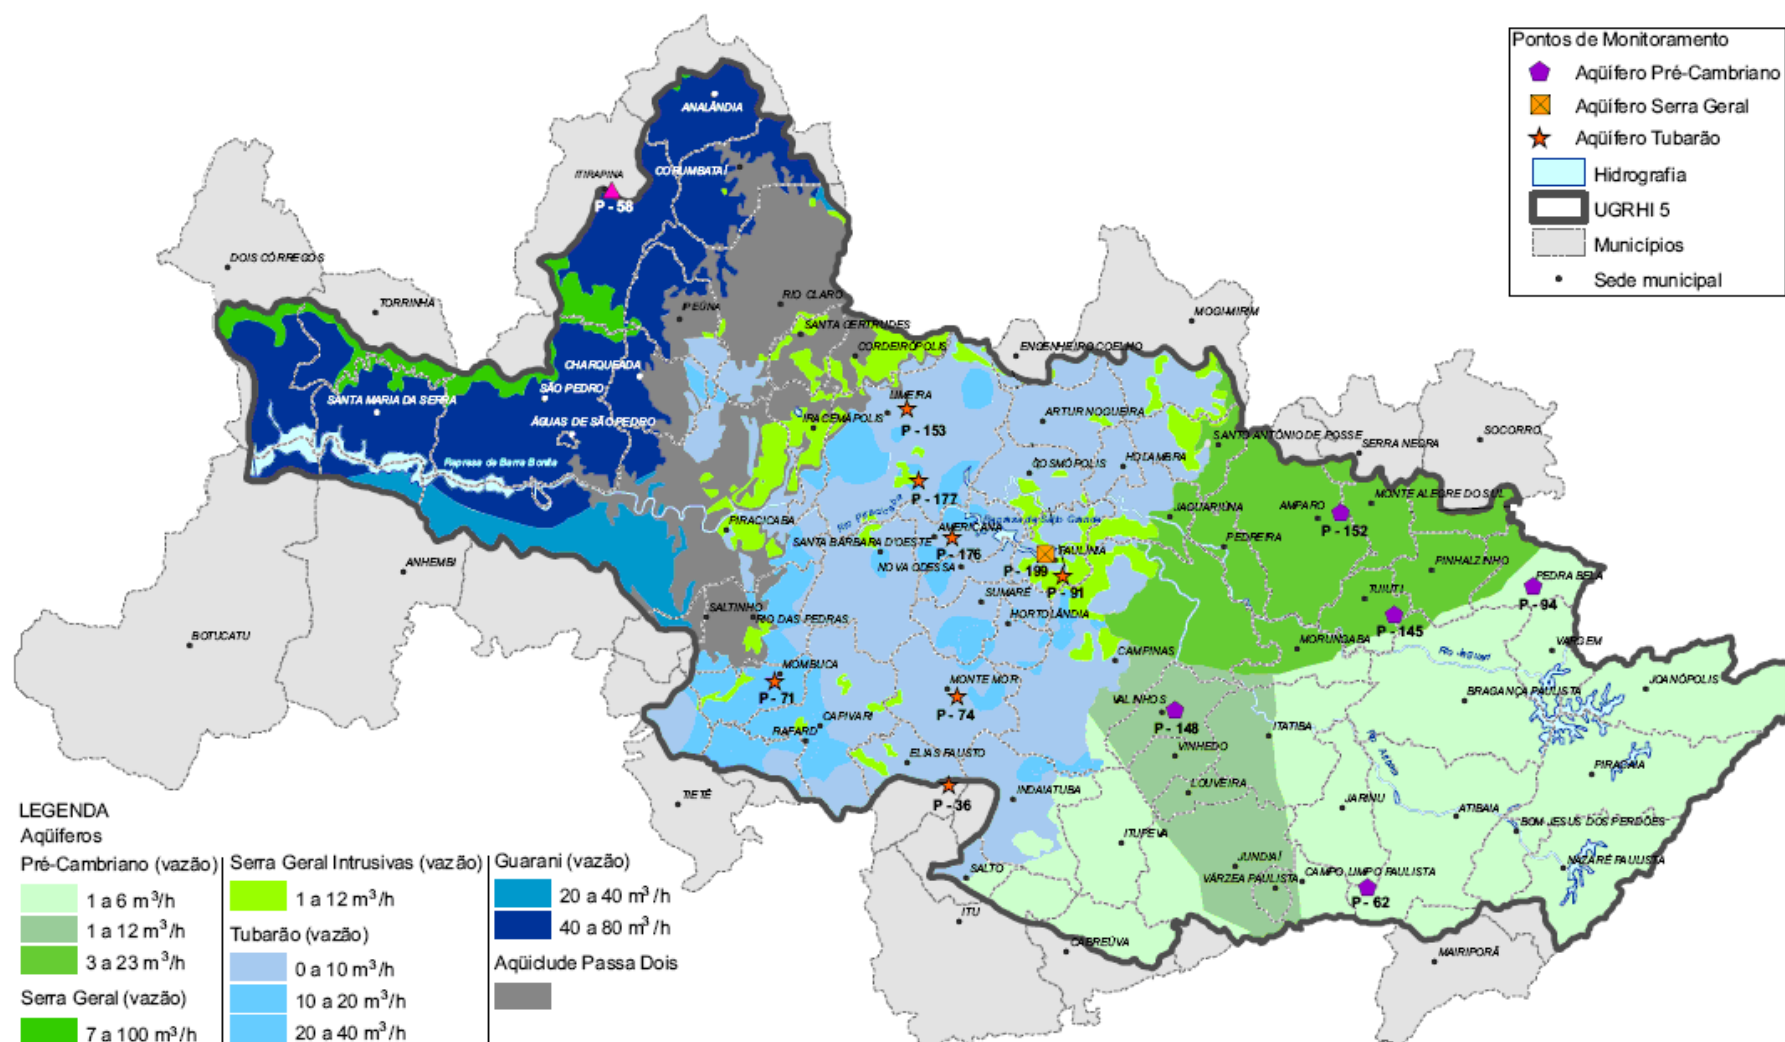 Pontos de Monitoramento
Aqüífero Pré-Cambriano
Aqüífero Serra Geral
Aqüífero Tubarão
Hidrografia
UGRHI 5
Municípios
Sede municipal
ANALÂNDIA
CORUMBATAÍ
ITIRAPINA
P - 58
DOIS CÓRREGOS
TORRINHA
IPEÚNA
RIO CLARO
SANTA GERTRUDES
CORDEIRÓPOLIS
ENGENHEIRO COELHO
MOGI-MIRIM
CHARQUEADA
SÃO PEDRO
SANTA MARIA DA SERRA
ÁGUAS DE SÃO PEDRO
Represa de Barra Bonita
IRACEMÁPOLIS
LIMEIRA
P - 153
ARTUR NOGUEIRA
SANTO ANTÔNIO DE POSSE
SERRA NEGRA
SOCORRO
COSMÓPOLIS
HOLAMBRA
P - 177
Rio Piracicaba
PIRACICABA
AMERICANA
Represa de Salto Grande
JAGUARIÚNA
AMPARO
MONTE ALEGRE DO SUL
P - 152
SANTA BÁRBARA D'OESTE
P - 176
NOVA ODESSA
PAULÍNIA
P - 199
P - 91
PEDREIRA
PINHALZINHO
PEDRA BELA
P - 94
ANHEMBI
SUMARÉ
HORTOLÂNDIA
TUIUTI
P - 145
SALTINHO
RIO DAS PEDRAS
BOTUCATU
MORUNGABA
VARGEM
Rio Jaguari
CAMPINAS
MOMBUCA
P - 71
MONTE MOR
P - 74
VALINHOS
P - 148
BRAGANÇA PAULISTA
JOANÓPOLIS
CAPIVARI
RAFARD
ITATIBA
VINHEDO
ELIAS FAUSTO
Rio Atibaia
PIRACAIA
LOUVEIRA
P - 36
INDAIATUBA
TIETÊ
JARINU
ATIBAIA
BOM JESUS DOS PERDÕES
ITUPEVA
JUNDIAÍ
NAZARÉ PAULISTA
SALTO
VÁRZEA PAULISTA
CAMPO LIMPO PAULISTA
P - 62
ITU
CABREÚVA
MAIRIPORÃ
LEGENDA
Aqüíferos
Pré-Cambriano (vazão)
1 a 6 m³/h
1 a 12 m³/h
3 a 23 m³/h
Serra Geral (vazão)
7 a 100 m³/h
Serra Geral Intrusivas (vazão)
1 a 12 m³/h
Tubarão (vazão)
0 a 10 m³/h
10 a 20 m³/h
20 a 40 m³/h
Guarani (vazão)
20 a 40 m³/h
40 a 80 m³/h
Aqüiclude Passa Dois